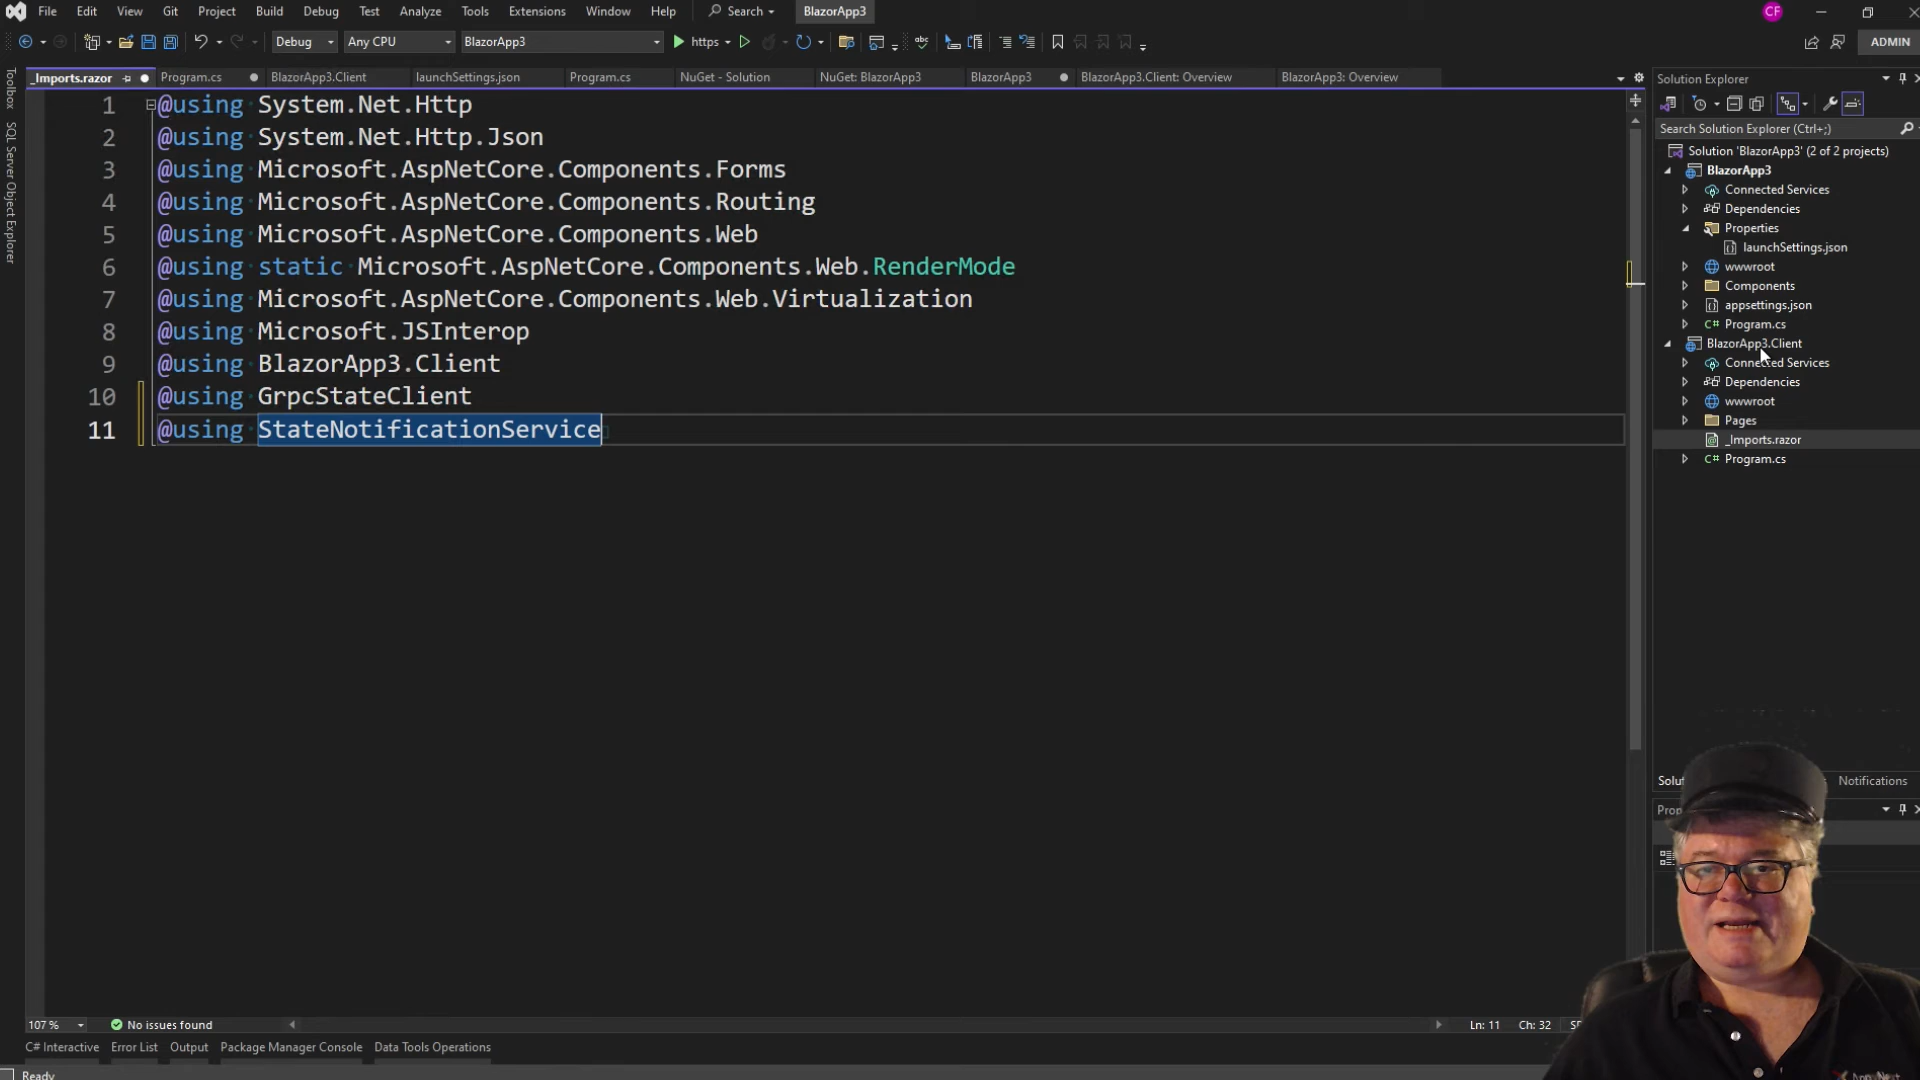 File Edit View Git Project Build Debug Test Analyze Tools Extensions Window Help Search BlazorApp3 CF
Debug Any CPU BlazorApp3 https ADMIN
_Imports.razor Program.cs BlazorApp3.Client launchSettings.json Program.cs NuGet - Solution NuGet: BlazorApp3 BlazorApp3 BlazorApp3.Client: Overview BlazorApp3: Overview
Toolbox
SQL Server Object Explorer
1 @using System.Net.Http
2 @using System.Net.Http.Json
3 @using Microsoft.AspNetCore.Components.Forms
4 @using Microsoft.AspNetCore.Components.Routing
5 @using Microsoft.AspNetCore.Components.Web
6 @using static Microsoft.AspNetCore.Components.Web.RenderMode
7 @using Microsoft.AspNetCore.Components.Web.Virtualization
8 @using Microsoft.JSInterop
9 @using BlazorApp3.Client
10 @using GrpcStateClient
11 @using StateNotificationService
Solution Explorer
Search Solution Explorer (Ctrl+;)
Solution 'BlazorApp3' (2 of 2 projects)
BlazorApp3
Connected Services
Dependencies
Properties
launchSettings.json
wwwroot
Components
appsettings.json
C# Program.cs
BlazorApp3.Client
Connected Services
Dependencies
wwwroot
Pages
_Imports.razor
C# Program.cs
Notifications
107 % No issues found Ln: 11 Ch: 32
C# Interactive Error List Output Package Manager Console Data Tools Operations
Ready